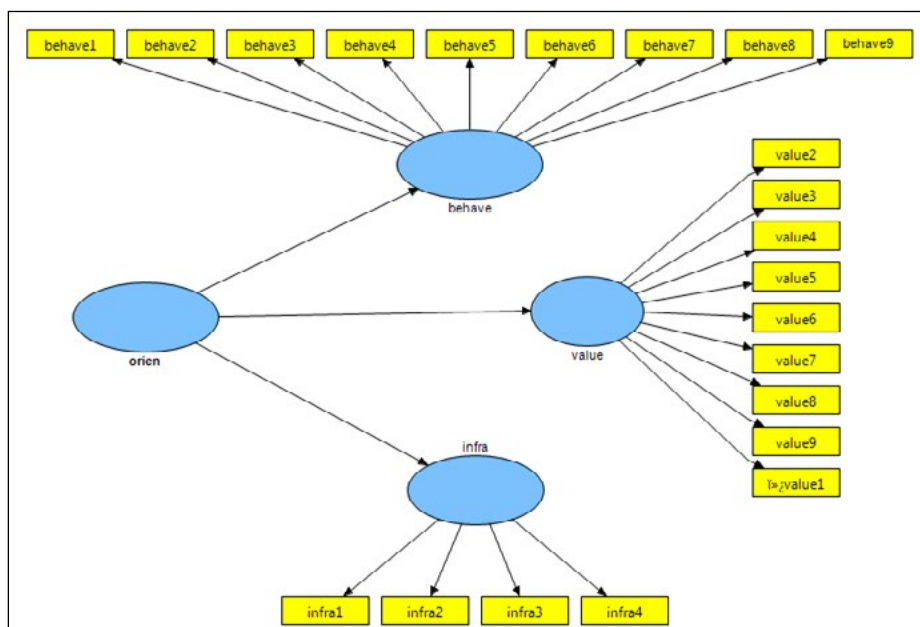 behave1 behave2 behave3 behave4 behave5 behave6 behave7 behave8 behave9
behave
value2
value3
value4
value5
value6
value7
value8
value9
ï»¿value1
value
orien
infra
infra1 infra2 infra3 infra4